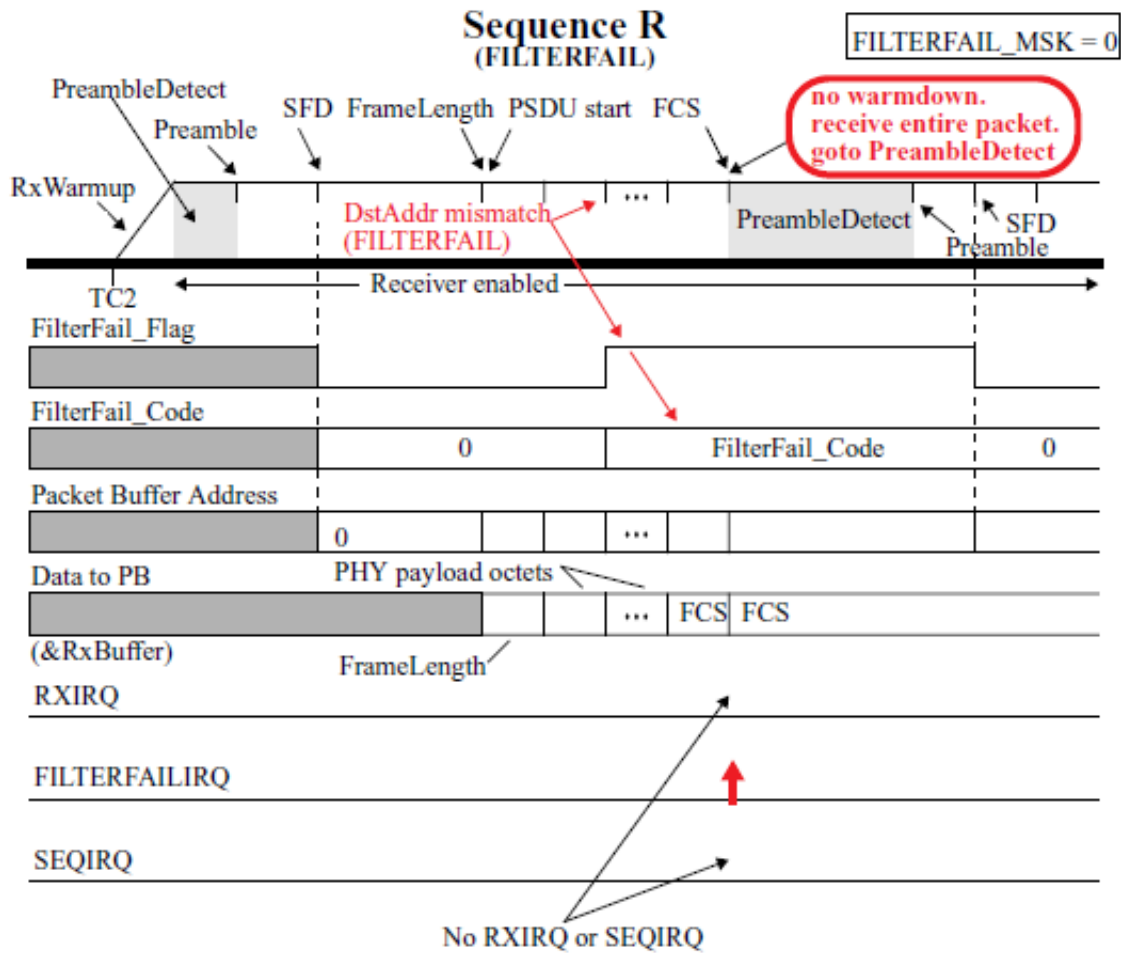 Sequence R
(FILTERFAIL)
FILTERFAIL_MSK = 0
PreambleDetect
Preamble
SFD
FrameLength
PSDU start
FCS
no warmdown.
receive entire packet.
goto PreambleDetect
RxWarmup
DstAddr mismatch
(FILTERFAIL)
...
PreambleDetect
SFD
Preamble
Receiver enabled
TC2
FilterFail_Flag
FilterFail_Code
0
FilterFail_Code
0
Packet Buffer Address
0
...
Data to PB
PHY payload octets
...
FCS
FCS
(&RxBuffer)
FrameLength
RXIRQ
FILTERFAILIRQ
SEQIRQ
No RXIRQ or SEQIRQ